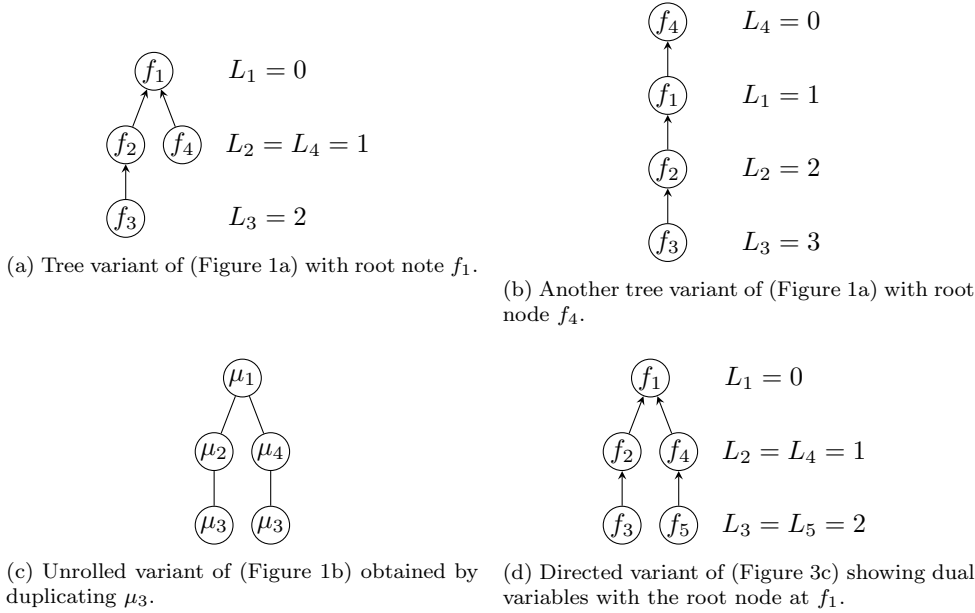 f₁ L₁ = 0
f₂ f₄ L₂ = L₄ = 1
f₃ L₃ = 2
(a) Tree variant of (Figure 1a) with root note f₁.
f₄ L₄ = 0
f₁ L₁ = 1
f₂ L₂ = 2
f₃ L₃ = 3
(b) Another tree variant of (Figure 1a) with root
node f₄.
μ₁
μ₂ μ₄
μ₃ μ₃
(c) Unrolled variant of (Figure 1b) obtained by
duplicating μ₃.
f₁ L₁ = 0
f₂ f₄ L₂ = L₄ = 1
f₃ f₅ L₃ = L₅ = 2
(d) Directed variant of (Figure 3c) showing dual
variables with the root node at f₁.